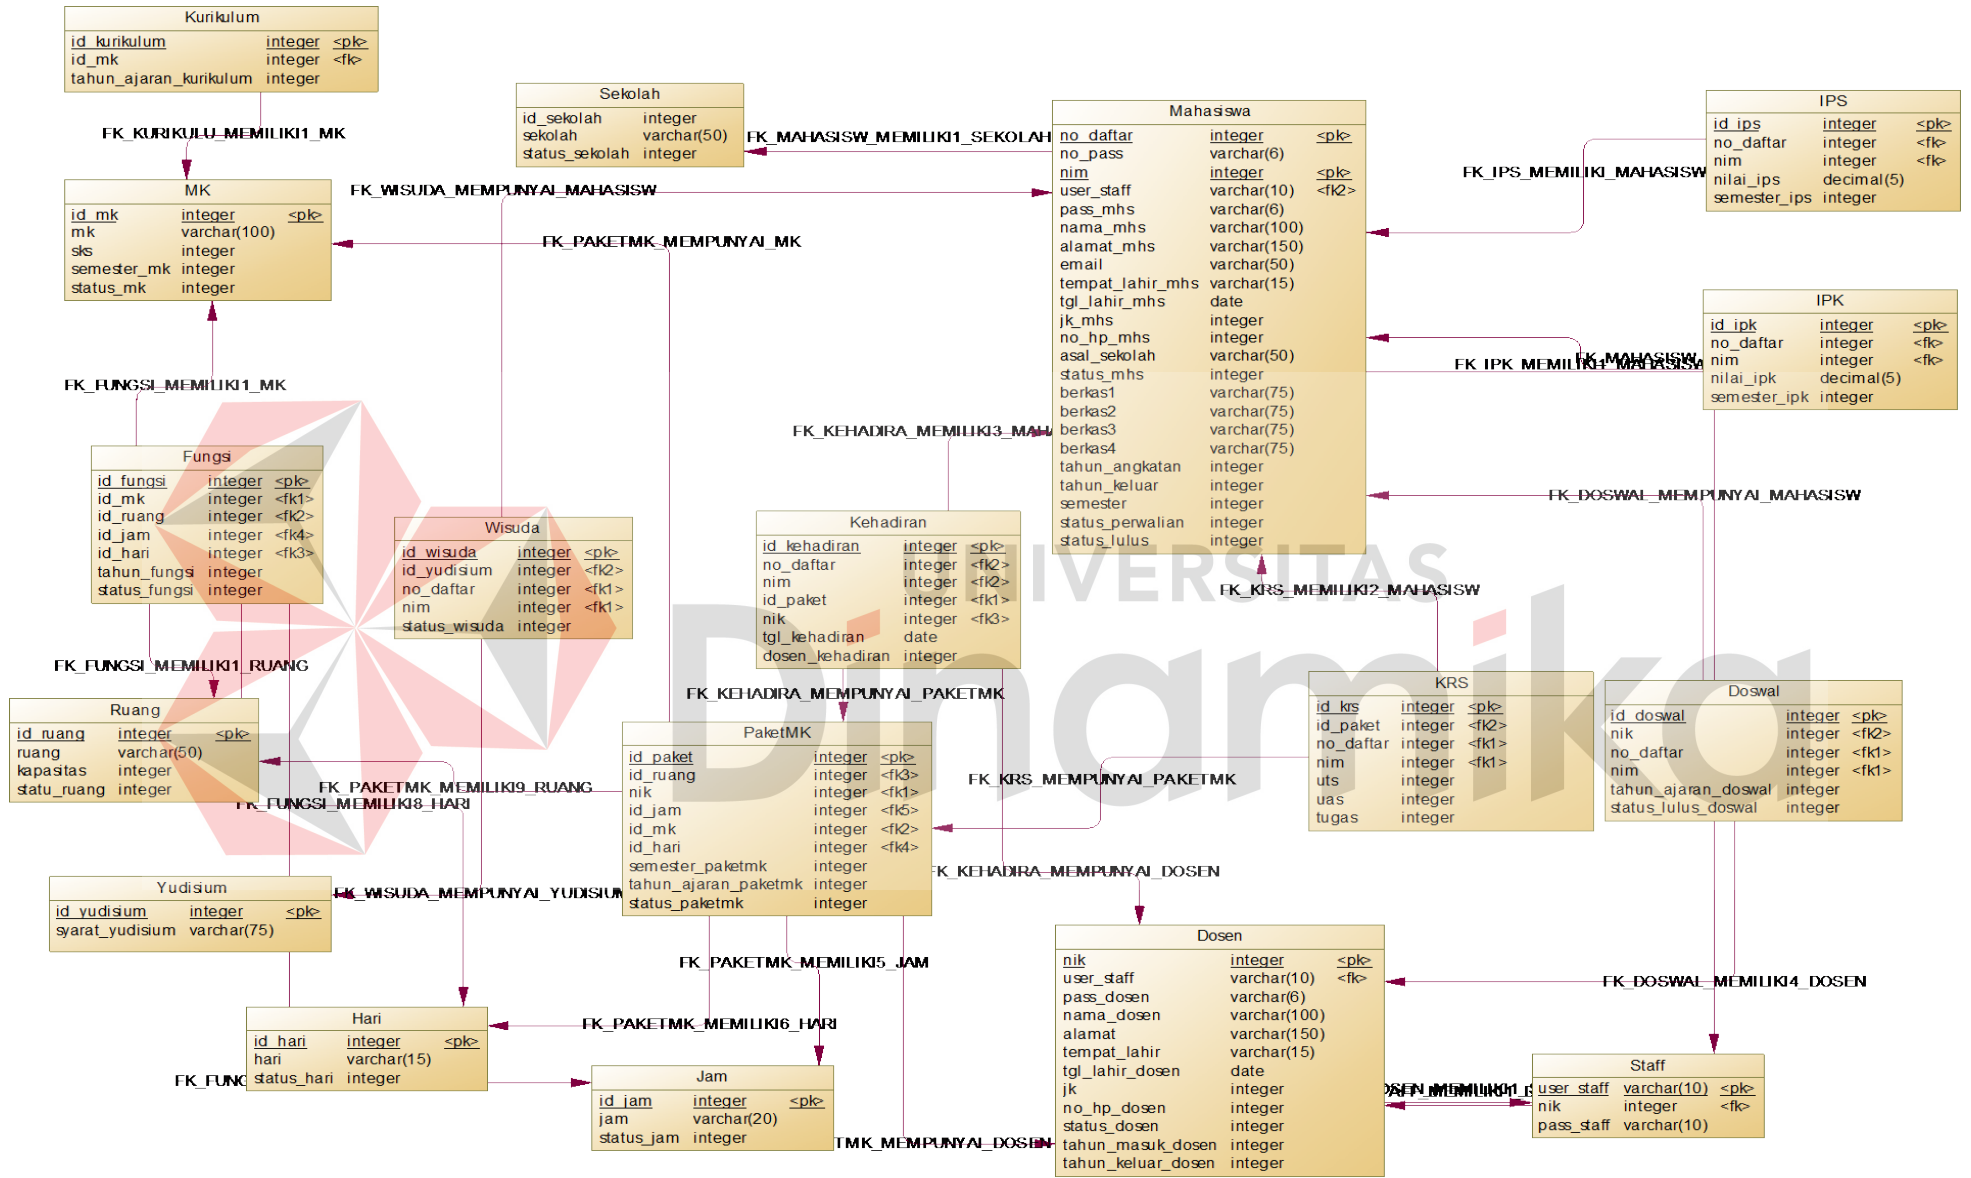 Kurikulum
id_kurikulum integer <pk>
id_mk integer <fk>
tahun_ajaran_kurikulum integer
FK_KURIKULU_MEMILIKI1_MK
MK
id_mk integer <pk>
mk varchar(100)
sks integer
semester_mk integer
status_mk integer
Sekolah
id_sekolah integer
sekolah varchar(50)
status_sekolah integer
FK_MAHASISW_MEMILIKI1_SEKOLAH
FK_WISUDA_MEMPUNYAI_MAHASISW
FK_PAKETMK_MEMPUNYAI_MK
Mahasiswa
no_daftar integer <pk>
no_pass varchar(6)
nim integer <pk>
user_staff varchar(10) <fk2>
pass_mhs varchar(6)
nama_mhs varchar(100)
alamat_mhs varchar(150)
email varchar(50)
tempat_lahir_mhs varchar(15)
tgl_lahir_mhs date
jk_mhs integer
no_hp_mhs integer
asal_sekolah varchar(50)
status_mhs integer
berkas1 varchar(75)
berkas2 varchar(75)
berkas3 varchar(75)
berkas4 varchar(75)
tahun_angkatan integer
tahun_keluar integer
semester integer
status_perwalian integer
status_lulus integer
IPS
id_ips integer <pk>
no_daftar integer <fk>
nim integer <fk>
nilai_ips decimal(5)
semester_ips integer
FK_IPS_MEMILIKI_MAHASISW
IPK
id_ipk integer <pk>
no_daftar integer <fk>
nim integer <fk>
nilai_ipk decimal(5)
semester_ipk integer
FK_MAHASISW
FK_IPK_MEMILIKI1_MAHASISW
FK_FUNGSI_MEMILIKI1_MK
FK_KEHADIRA_MEMILIKI3_MAHA
FK_DOSWAL_MEMPUNYAI_MAHASISW
Fungsi
id_fungsi integer <pk>
id_mk integer <fk1>
id_ruang integer <fk2>
id_jam integer <fk4>
id_hari integer <fk3>
tahun_fungsi integer
status_fungsi integer
Wisuda
id_wisuda integer <pk>
id_yudisium integer <fk2>
no_daftar integer <fk1>
nim integer <fk1>
status_wisuda integer
Kehadiran
id_kehadiran integer <pk>
no_daftar integer <fk2>
nim integer <fk2>
id_paket integer <fk1>
nik integer <fk3>
tgl_kehadiran date
dosen_kehadiran integer
UNIVERSITAS
Dinamika
FK_KRS_MEMILIKI2_MAHASISW
FK_FUNGSI_MEMILIKI1_RUANG
FK_KEHADIRA_MEMPUNYAI_PAKETMK
KRS
id_krs integer <pk>
id_paket integer <fk2>
no_daftar integer <fk1>
nim integer <fk1>
uts integer
uas integer
tugas integer
Doswal
id_doswal integer <pk>
nik integer <fk2>
no_daftar integer <fk1>
nim integer <fk1>
tahun_ajaran_doswal integer
status_lulus_doswal integer
Ruang
id_ruang integer <pk>
ruang varchar(50)
kapasitas integer
statu_ruang integer
FK_PAKETMK_MEMILIKI9_RUANG
FK_FUNGSI_MEMILIKI8_HARI
PaketMK
id_paket integer <pk>
id_ruang integer <fk3>
nik integer <fk1>
id_jam integer <fk5>
id_mk integer <fk2>
id_hari integer <fk4>
semester_paketmk integer
tahun_ajaran_paketmk integer
status_paketmk integer
FK_KRS_MEMPUNYAI_PAKETMK
FK_KEHADIRA_MEMPUNYAI_DOSEN
Yudisium
id_yudisium integer <pk>
syarat_yudisium varchar(75)
FK_WISUDA_MEMPUNYAI_YUDISIUM
FK_PAKETMK_MEMILIKI5_JAM
Dosen
nik integer <pk>
user_staff varchar(10) <fk>
pass_dosen varchar(6)
nama_dosen varchar(100)
alamat varchar(150)
tempat_lahir varchar(15)
tgl_lahir_dosen date
jk integer
no_hp_dosen integer
status_dosen integer
tahun_masuk_dosen integer
tahun_keluar_dosen integer
FK_DOSWAL_MEMILIKI4_DOSEN
Hari
id_hari integer <pk>
hari varchar(15)
status_hari integer
FK_PAKETMK_MEMILIKI6_HARI
FK_FUNG
Jam
id_jam integer <pk>
jam varchar(20)
status_jam integer
TMK_MEMPUNYAI_DOSEN
Staff
user_staff varchar(10) <pk>
nik integer <fk>
pass_staff varchar(10)